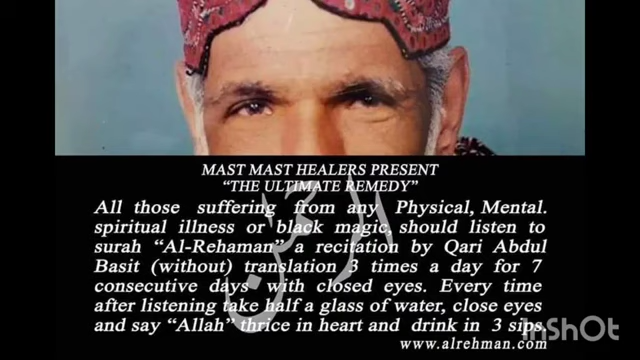 MAST MAST HEALERS PRESENT
"THE ULTIMATE REMEDY"
All those suffering from any Physical, Mental.
spiritual illness or black magic, should listen to
surah "Al-Rehaman" a recitation by Qari Abdul
Basit (without) translation 3 times a day for 7
consecutive days with closed eyes. Every time
after listening take half a glass of water, close eyes
and say "Allah" thrice in heart and drink in 3 sips.
www.alrehman.com
InShOt
الرحمن